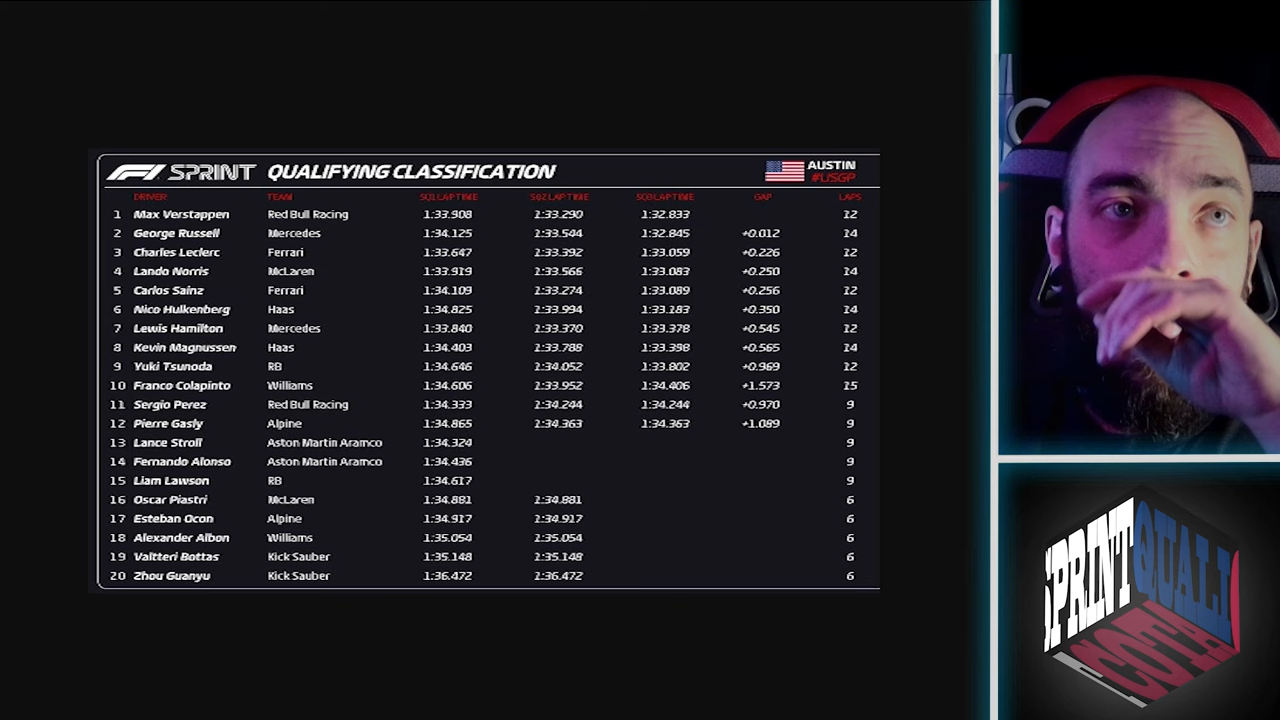 F1 SPRINT QUALIFYING CLASSIFICATION AUSTIN
#USGP
DRIVER TEAM SQ1 LAP TIME SQ2 LAP TIME SQ3 LAP TIME GAP LAPS
1 Max Verstappen Red Bull Racing 1:33.908 1:33.290 1:32.833 12
2 George Russell Mercedes 1:34.125 1:33.544 1:32.845 +0.012 14
3 Charles Leclerc Ferrari 1:33.647 1:33.392 1:33.059 +0.226 12
4 Lando Norris McLaren 1:33.919 1:33.566 1:33.083 +0.250 14
5 Carlos Sainz Ferrari 1:34.109 1:33.274 1:33.089 +0.256 12
6 Nico Hulkenberg Haas 1:34.825 1:33.994 1:33.183 +0.350 14
7 Lewis Hamilton Mercedes 1:33.840 1:33.370 1:33.378 +0.545 12
8 Kevin Magnussen Haas 1:34.403 1:33.788 1:33.398 +0.565 14
9 Yuki Tsunoda RB 1:34.646 1:34.052 1:33.802 +0.969 12
10 Franco Colapinto Williams 1:34.606 1:33.952 1:34.406 +1.573 15
11 Sergio Perez Red Bull Racing 1:34.333 1:34.244 1:34.244 +0.970 9
12 Pierre Gasly Alpine 1:34.865 1:34.363 1:34.363 +1.089 9
13 Lance Stroll Aston Martin Aramco 1:34.324 9
14 Fernando Alonso Aston Martin Aramco 1:34.436 9
15 Liam Lawson RB 1:34.617 9
16 Oscar Piastri McLaren 1:34.881 1:34.881 6
17 Esteban Ocon Alpine 1:34.917 1:34.917 6
18 Alexander Albon Williams 1:35.054 1:35.054 6
19 Valtteri Bottas Kick Sauber 1:35.148 1:35.148 6
20 Zhou Guanyu Kick Sauber 1:36.472 1:36.472 6
SPRINT QUALI
COTA